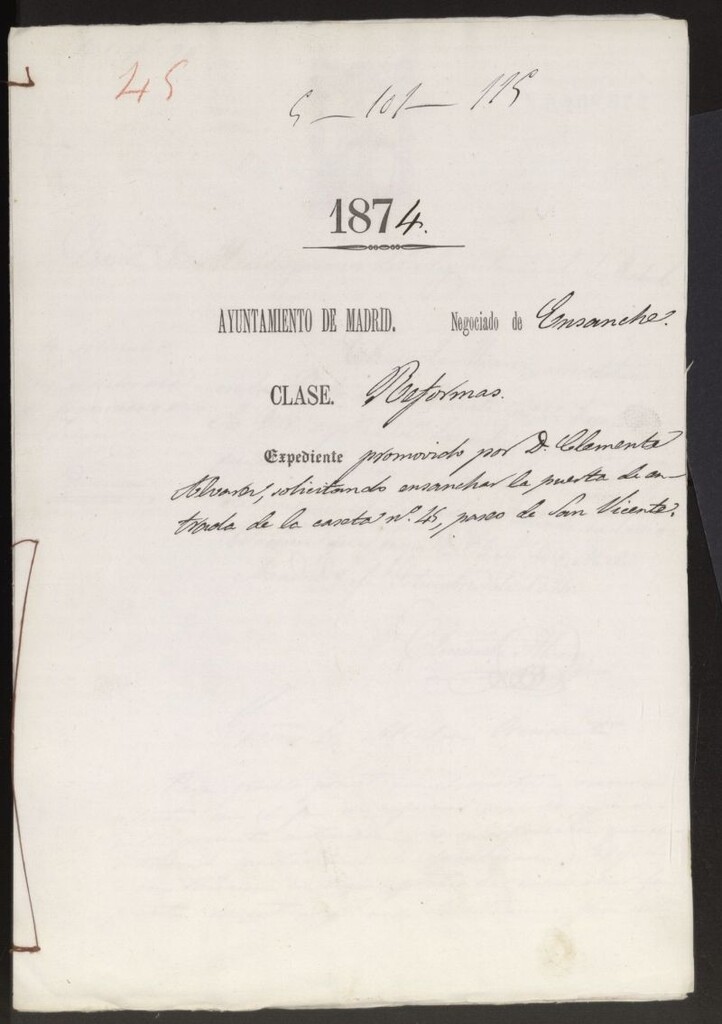 45
5 — 101 — 115
1874.
AYUNTAMIENTO DE MADRID. Negociado de Ensanche.
CLASE. Reformas.
Expediente promovido por D. Clemente
Alvarez, solicitando ensanchar la puerta de en-
trada de la caseta nº. 45, paseo de San Vicente.